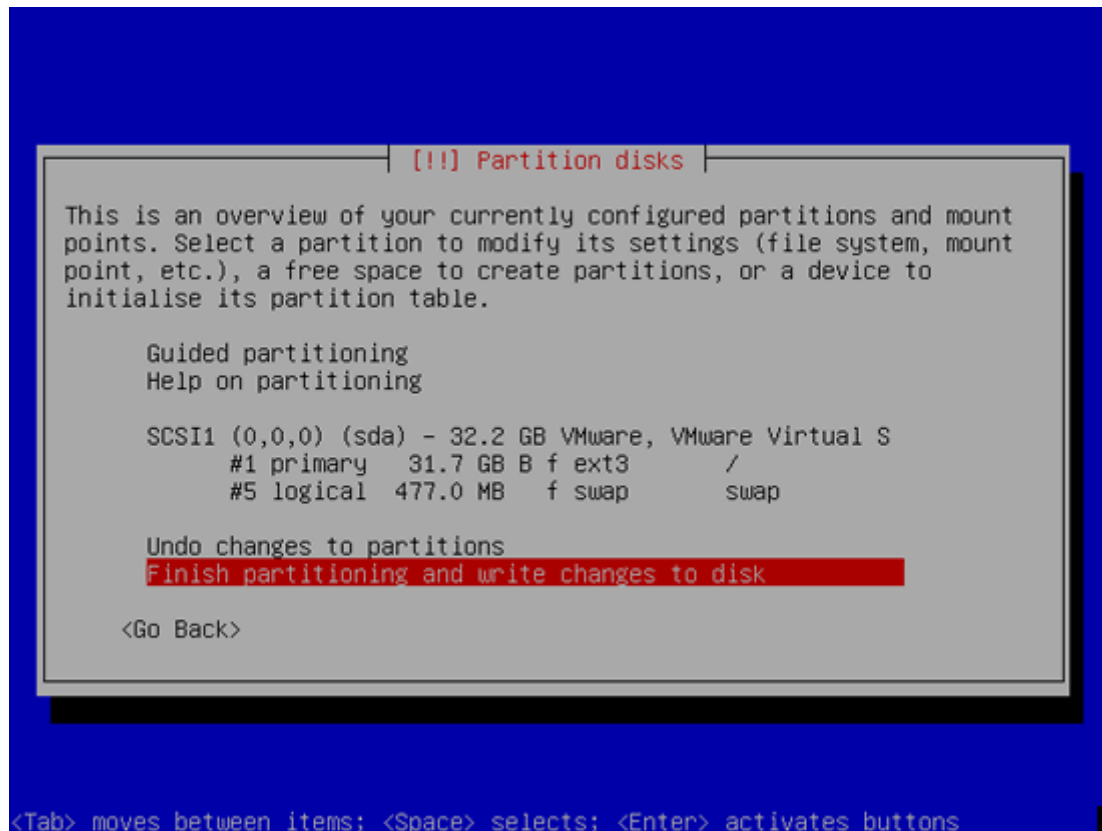 [!!] Partition disks
This is an overview of your currently configured partitions and mount
points. Select a partition to modify its settings (file system, mount
point, etc.), a free space to create partitions, or a device to
initialise its partition table.
Guided partitioning
Help on partitioning
SCSI1 (0,0,0) (sda) - 32.2 GB VMware, VMware Virtual S
#1 primary 31.7 GB B f ext3 /
#5 logical 477.0 MB f swap swap
Undo changes to partitions
Finish partitioning and write changes to disk
<Go Back>
<Tab> moves between items; <Space> selects; <Enter> activates buttons